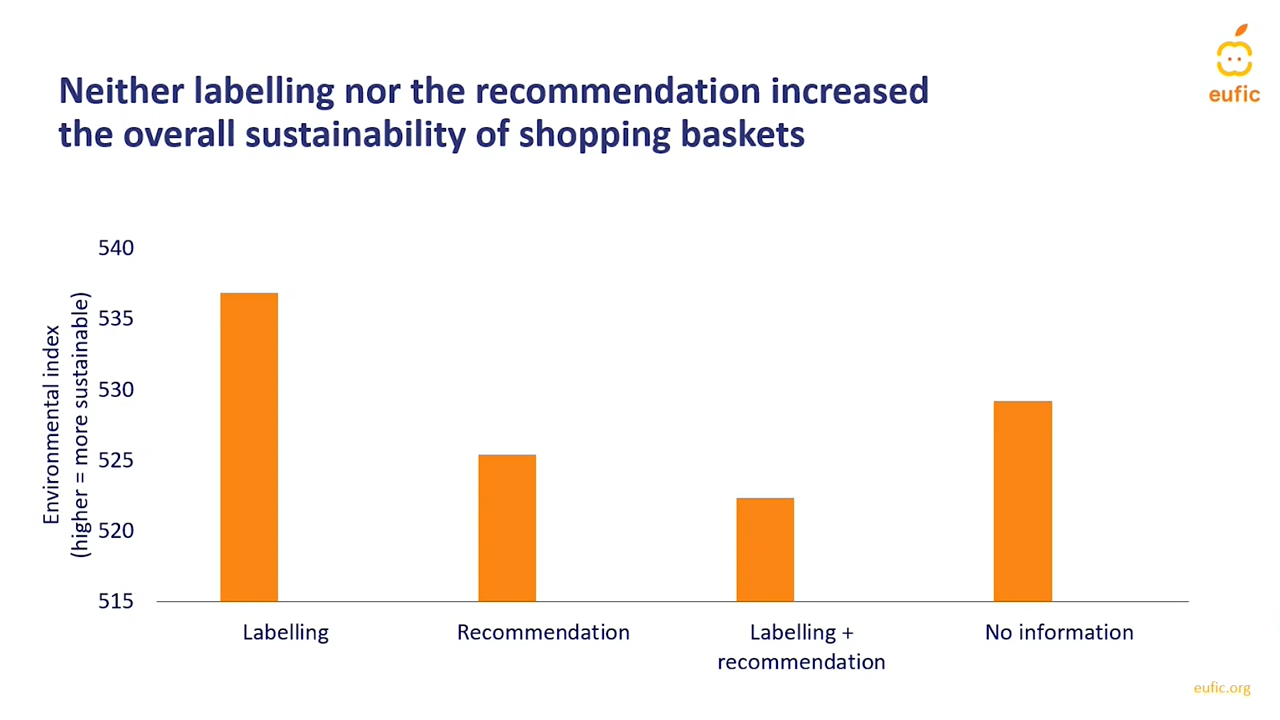 eufic
Neither labelling nor the recommendation increased
the overall sustainability of shopping baskets
Environmental index
(higher = more sustainable)
540
535
530
525
520
515
Labelling
Recommendation
Labelling +
recommendation
No information
eufic.org